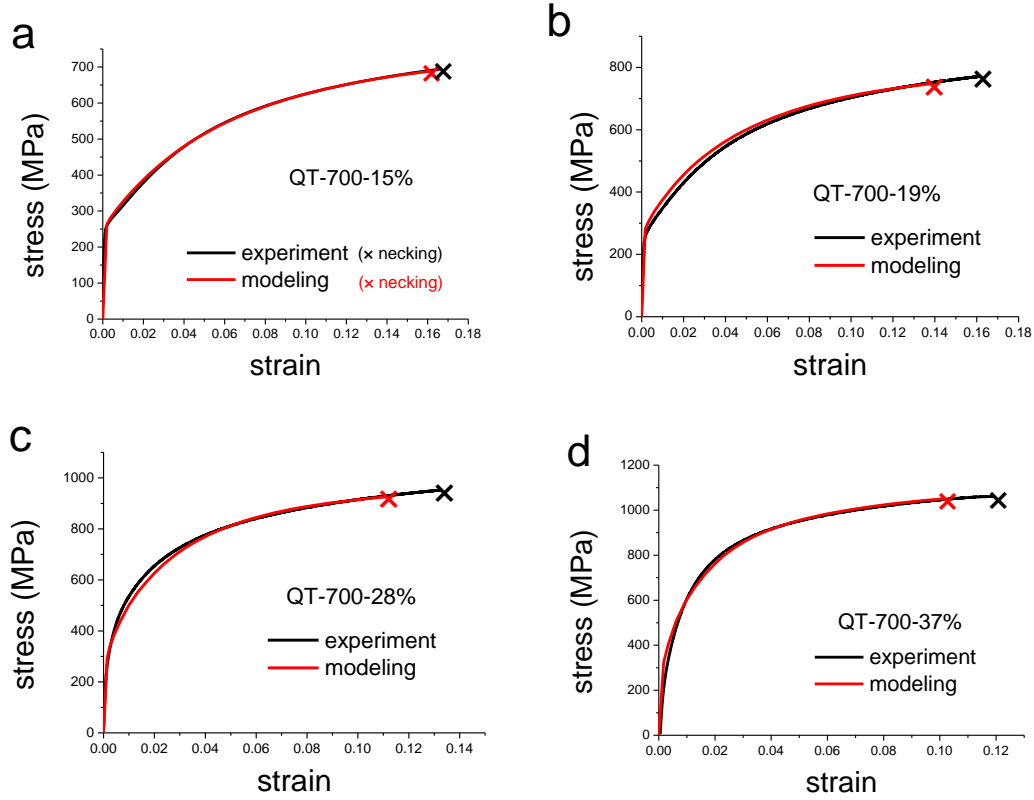 a
stress (MPa)
700
600
500
400
300
200
100
0
0.00 0.02 0.04 0.06 0.08 0.10 0.12 0.14 0.16 0.18
strain
QT-700-15%
experiment (× necking)
modeling (× necking)
b
stress (MPa)
800
600
400
200
0
0.00 0.02 0.04 0.06 0.08 0.10 0.12 0.14 0.16 0.18
strain
QT-700-19%
experiment
modeling
c
stress (MPa)
1000
800
600
400
200
0
0.00 0.02 0.04 0.06 0.08 0.10 0.12 0.14
strain
QT-700-28%
experiment
modeling
d
stress (MPa)
1200
1000
800
600
400
200
0
0.00 0.02 0.04 0.06 0.08 0.10 0.12
strain
QT-700-37%
experiment
modeling